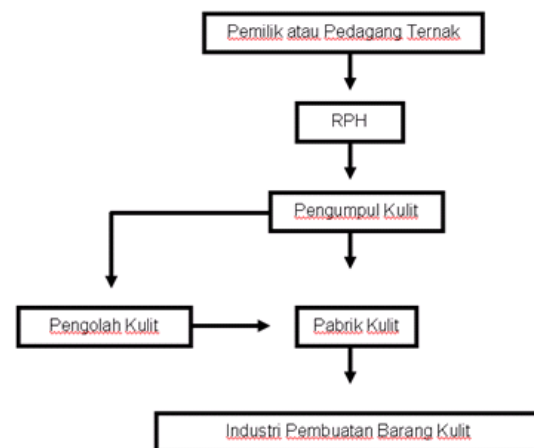 Pemilik atau Pedagang Ternak
RPH
Pengumpul Kulit
Pengolah Kulit
Pabrik Kulit
Industri Pembuatan Barang Kulit